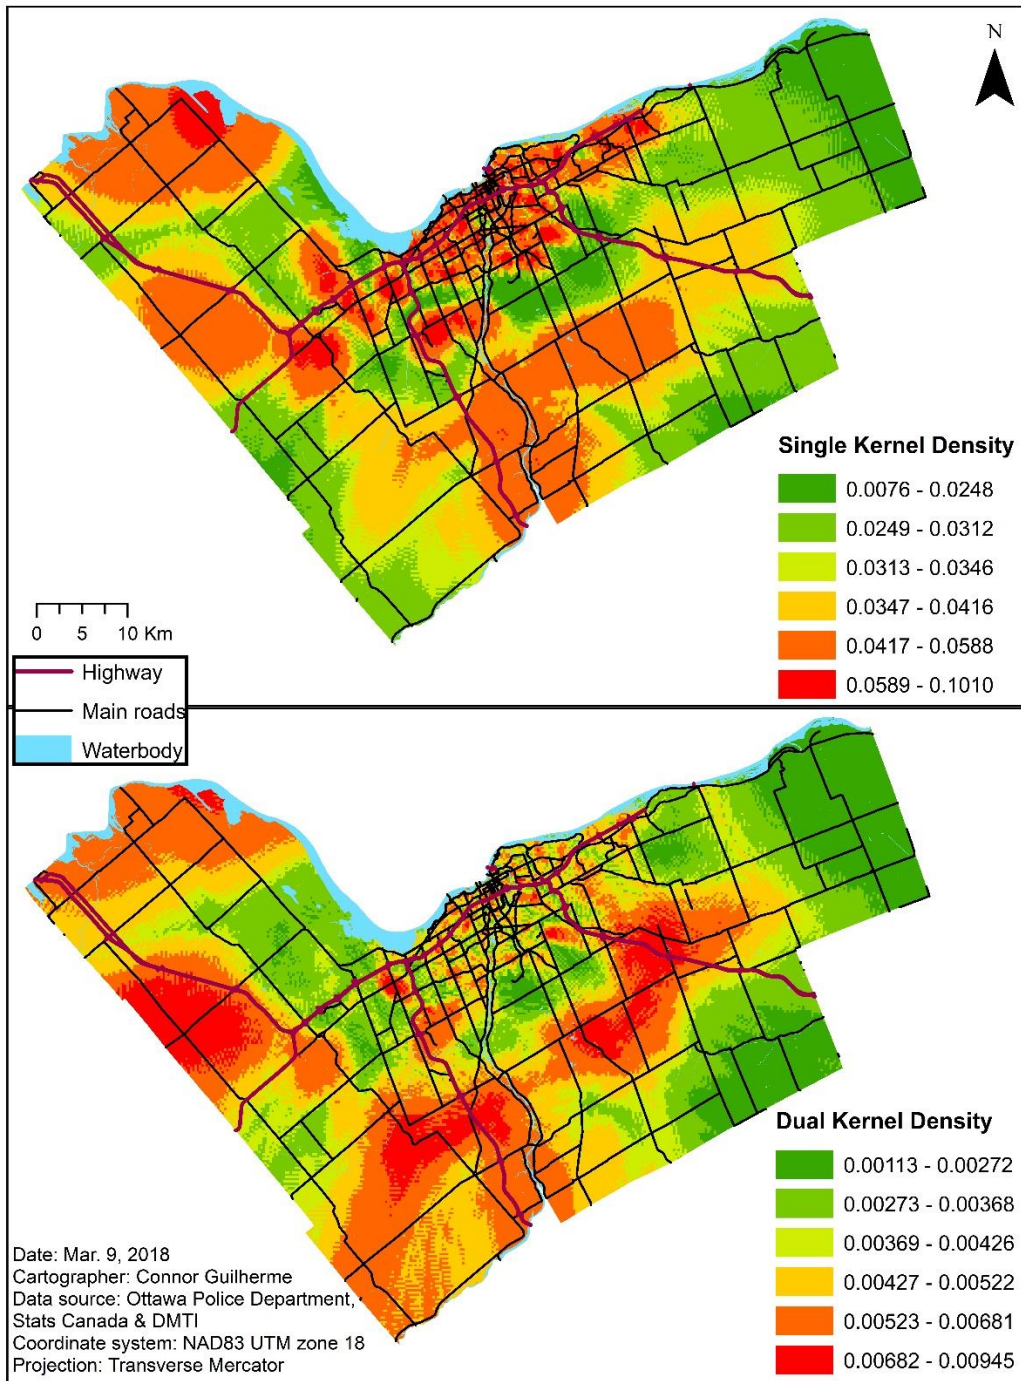 N
Single Kernel Density
0.0076 - 0.0248
0.0249 - 0.0312
0.0313 - 0.0346
0.0347 - 0.0416
0.0417 - 0.0588
0.0589 - 0.1010
0 5 10 Km
Highway
Main roads
Waterbody
Dual Kernel Density
0.00113 - 0.00272
0.00273 - 0.00368
0.00369 - 0.00426
0.00427 - 0.00522
0.00523 - 0.00681
0.00682 - 0.00945
Date: Mar. 9, 2018
Cartographer: Connor Guilherme
Data source: Ottawa Police Department,
Stats Canada & DMTI
Coordinate system: NAD83 UTM zone 18
Projection: Transverse Mercator